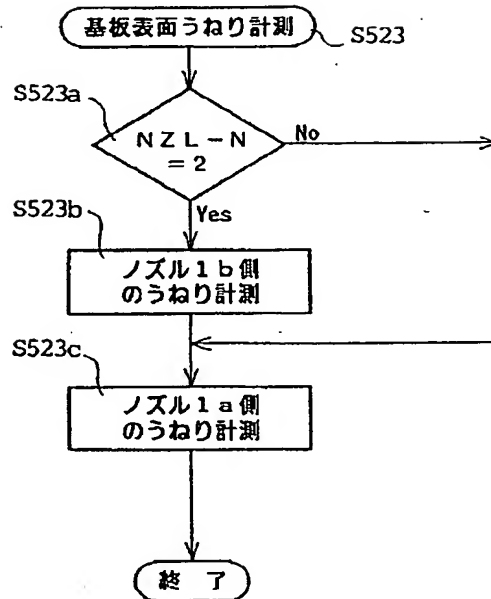 基板表面うねり計測
S523
S523a
NZL-N
=2
No
Yes
S523b
ノズル1b側
のうねり計測
S523c
ノズル1a側
のうねり計測
終了